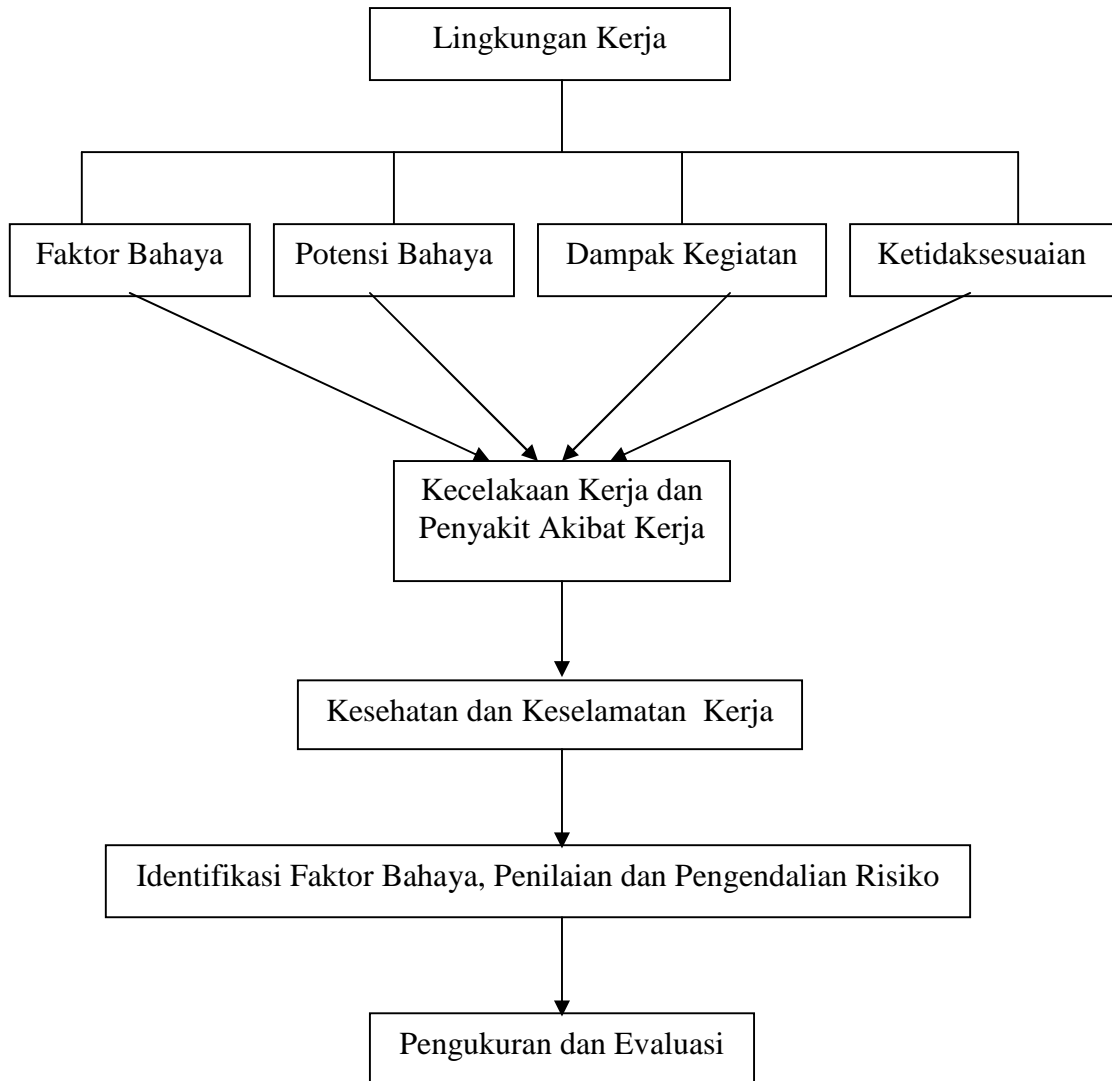 Lingkungan Kerja
Faktor Bahaya
Potensi Bahaya
Dampak Kegiatan
Ketidaksesuaian
Kecelakaan Kerja dan
Penyakit Akibat Kerja
Kesehatan dan Keselamatan  Kerja
Identifikasi Faktor Bahaya, Penilaian dan Pengendalian Risiko
Pengukuran dan Evaluasi